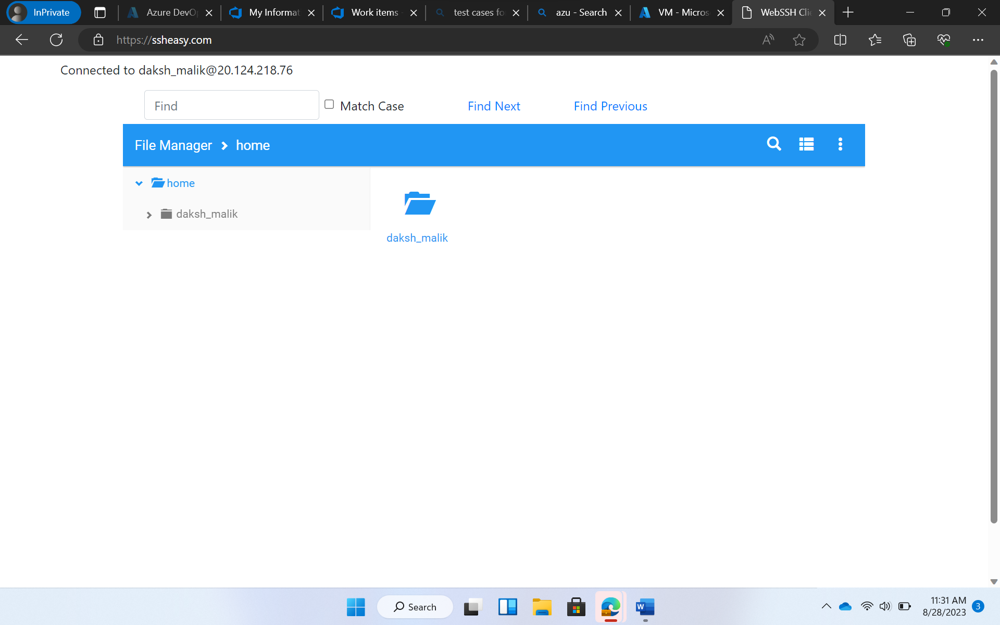 InPrivate
Azure DevO
My Informat
Work items -
test cases fo
azu - Search
VM - Micros
WebSSH Clie
https://ssheasy.com
Connected to daksh_malik@20.124.218.76
Find
Match Case
Find Next
Find Previous
File Manager
home
home
daksh_malik
daksh_malik
Search
11:31 AM
8/28/2023
3